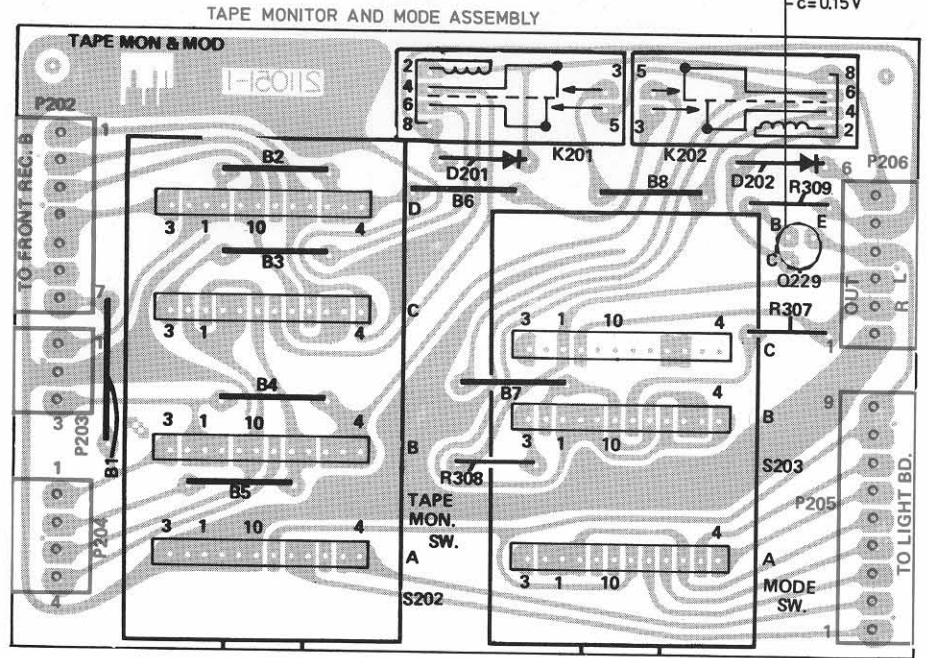 TAPE MONITOR AND MODE ASSEMBLY
c=0.15V
TAPE MON & MOD
211051-1
2 4 6 8 3 5
K201
5 3 8 6 4 2
K202
P202
1
TO FRONT REC. B
7
B2
D201
B6
B8
D202
R309
6
P206
3 1 10 4
D
B E
C
Q229
OUT
L
R
1
B3
3 1 4
C
R307
3 1 10 4
C
1
3
P203
B1
B4
3 1 10 4
B
B7
4
3 1 10
B
R308
S203
9
P205
TO LIGHT BD.
1
1
P204
4
B5
TAPE
MON.
SW.
3 1 10 4
A
S202
4
3 1 10
A
MODE
SW.